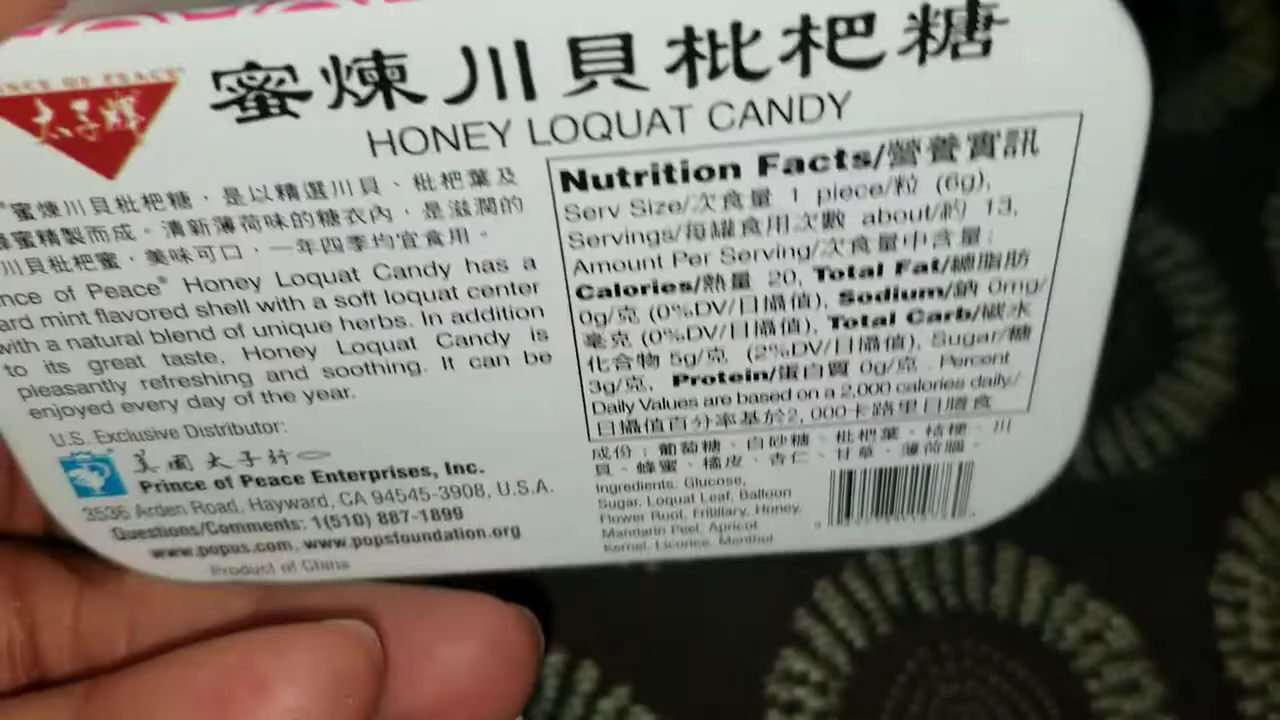 太子牌
蜜煉川貝枇杷糖
HONEY LOQUAT CANDY
蜜煉川貝枇杷糖,是以精選川貝、枇杷葉及
蜂蜜精製而成。清新薄荷味的糖衣內,是滋潤的
川貝枇杷蜜,美味可口,一年四季均宜食用。
nce of Peace® Honey Loquat Candy has a
ard mint flavored shell with a soft loquat center
with a natural blend of unique herbs. In addition
to its great taste, Honey Loquat Candy is
pleasantly refreshing and soothing. It can be
enjoyed every day of the year.
U.S. Exclusive Distributor:
美國太子行
Prince of Peace Enterprises, Inc.
3536 Arden Road, Hayward, CA 94545-3908, U.S.A.
Questions/Comments: 1(510) 887-1899
www.popus.com, www.popsfoundation.org
Product of China
Nutrition Facts/營養資訊
Serv Size/次食量 1 piece/粒 (6g),
Servings/每罐食用次數 about/約 13,
Amount Per Serving/次食量中含量:
Calories/熱量 20, Total Fat/總脂肪
0g/克 (0%DV/日攝值), Sodium/鈉 0mg/
毫克 (0%DV/日攝值), Total Carb/碳水
化合物 5g/克 (2%DV/日攝值), Sugar/糖
3g/克, Protein/蛋白質 0g/克. Percent
Daily Values are based on a 2,000 calories daily/
日攝值百分率基於2,000卡路里日膳食
成份:葡萄糖、白砂糖、枇杷葉、桔梗、川
貝、蜂蜜、橘皮、杏仁、甘草、薄荷腦。
Ingredients: Glucose,
Sugar, Loquat Leaf, Balloon
Flower Root, Fritillary, Honey,
Mandarin Peel, Apricot
Kernel, Licorice, Menthol